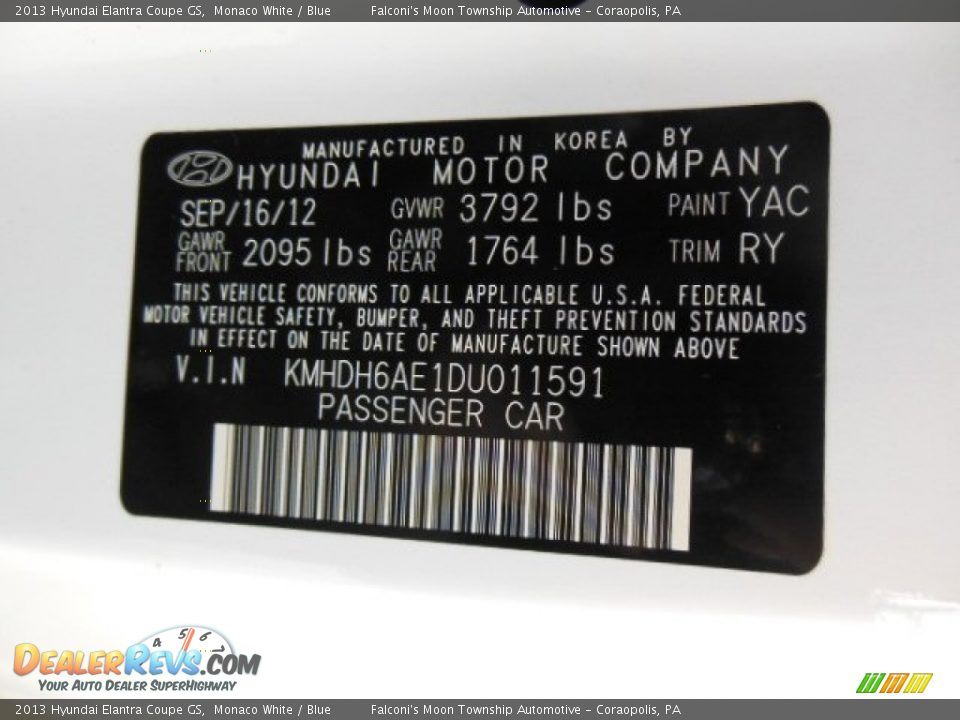 2013 Hyundai Elantra Coupe GS, Monaco White / Blue Falconi's Moon Township Automotive - Coraopolis, PA
MANUFACTURED IN KOREA BY
HYUNDAI MOTOR COMPANY
SEP/16/12 GVWR 3792 lbs PAINT YAC
GAWR FRONT 2095 lbs GAWR REAR 1764 lbs TRIM RY
THIS VEHICLE CONFORMS TO ALL APPLICABLE U.S.A. FEDERAL
MOTOR VEHICLE SAFETY, BUMPER, AND THEFT PREVENTION STANDARDS
IN EFFECT ON THE DATE OF MANUFACTURE SHOWN ABOVE
V.I.N KMHDH6AE1DU011591
PASSENGER CAR
4 5 6 7
DEALERREVS.COM
YOUR AUTO DEALER SUPERHIGHWAY
2013 Hyundai Elantra Coupe GS, Monaco White / Blue Falconi's Moon Township Automotive - Coraopolis, PA